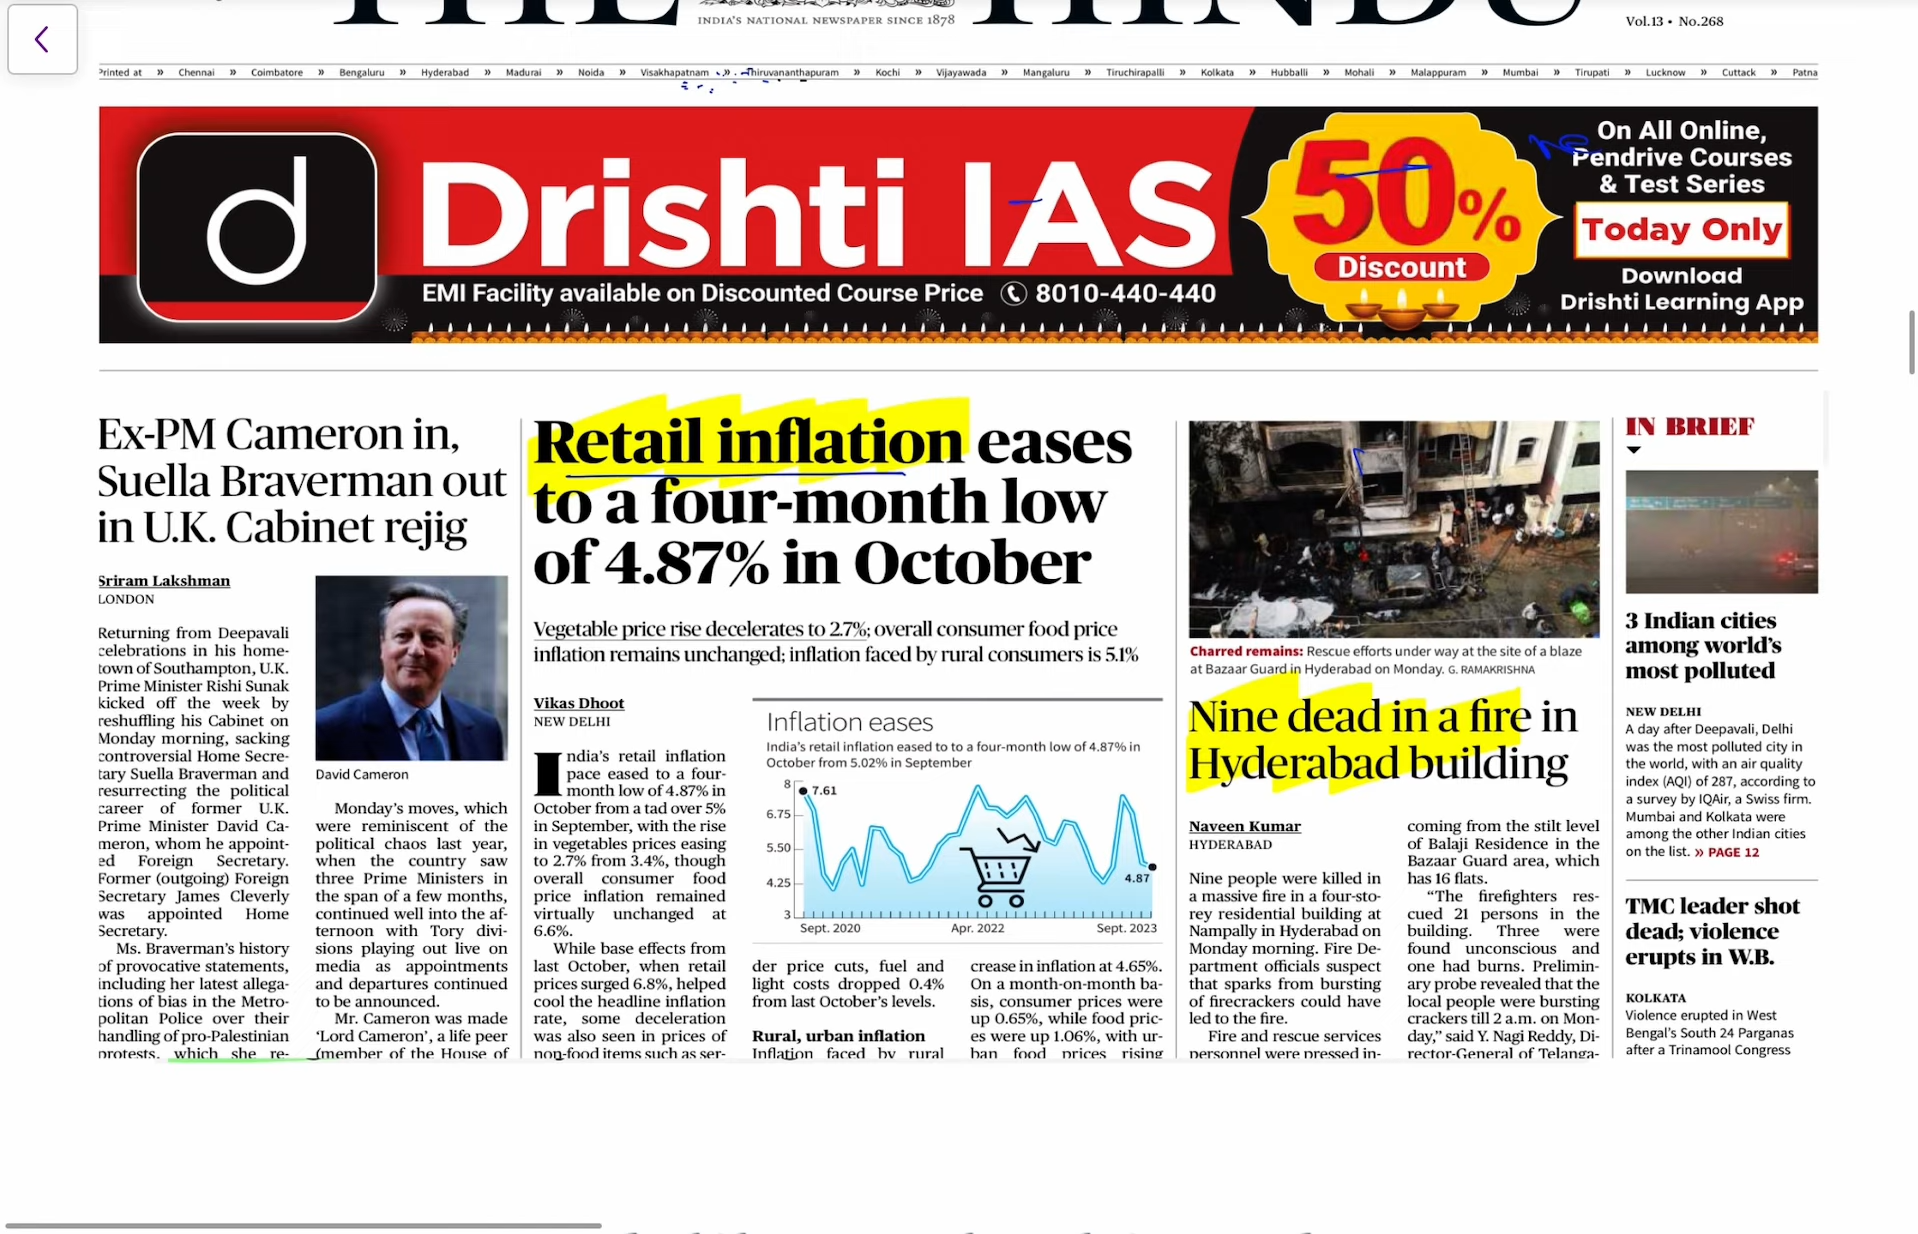 THE HINDU
INDIA'S NATIONAL NEWSPAPER SINCE 1878
Vol.13 • No.268
Printed at » Chennai » Coimbatore » Bengaluru » Hyderabad » Madurai » Noida » Visakhapatnam » Thiruvananthapuram » Kochi » Vijayawada » Mangaluru » Tiruchirapalli » Kolkata » Hubballi » Mohali » Malappuram » Mumbai » Tirupati » Lucknow » Cuttack » Patna
d
Drishti IAS
EMI Facility available on Discounted Course Price 8010-440-440
50%
Discount
On All Online,
Pendrive Courses
& Test Series
Today Only
Download
Drishti Learning App
Ex-PM Cameron in,
Suella Braverman out
in U.K. Cabinet rejig
Sriram Lakshman
LONDON
Returning from Deepavali
celebrations in his home-
town of Southampton, U.K.
Prime Minister Rishi Sunak
kicked off the week by
reshuffling his Cabinet on
Monday morning, sacking
controversial Home Secre-
tary Suella Braverman and
resurrecting the political
career of former U.K.
Prime Minister David Ca-
meron, whom he appoint-
ed Foreign Secretary.
Former (outgoing) Foreign
Secretary James Cleverly
was appointed Home
Secretary.
Ms. Braverman's history
of provocative statements,
including her latest allega-
tions of bias in the Metro-
politan Police over their
handling of pro-Palestinian
protests, which she re-
David Cameron
Monday's moves, which
were reminiscent of the
political chaos last year,
when the country saw
three Prime Ministers in
the span of a few months,
continued well into the af-
ternoon with Tory divi-
sions playing out live on
media as appointments
and departures continued
to be announced.
Mr. Cameron was made
'Lord Cameron', a life peer
(member of the House of
Retail inflation eases
to a four-month low
of 4.87% in October
Vegetable price rise decelerates to 2.7%; overall consumer food price
inflation remains unchanged; inflation faced by rural consumers is 5.1%
Vikas Dhoot
NEW DELHI
India's retail inflation
pace eased to a four-
month low of 4.87% in
October from a tad over 5%
in September, with the rise
in vegetables prices easing
to 2.7% from 3.4%, though
overall consumer food
price inflation remained
virtually unchanged at
6.6%.
While base effects from
last October, when retail
prices surged 6.8%, helped
cool the headline inflation
rate, some deceleration
was also seen in prices of
non-food items such as ser-
Inflation eases
India's retail inflation eased to to a four-month low of 4.87% in
October from 5.02% in September
8
6.75
5.50
4.25
3
7.61
4.87
Sept. 2020 Apr. 2022 Sept. 2023
der price cuts, fuel and
light costs dropped 0.4%
from last October's levels.
Rural, urban inflation
Inflation faced by rural
crease in inflation at 4.65%.
On a month-on-month ba-
sis, consumer prices were
up 0.65%, while food pric-
es were up 1.06%, with ur-
ban food prices rising
Charred remains: Rescue efforts under way at the site of a blaze
at Bazaar Guard in Hyderabad on Monday. G. RAMAKRISHNA
Nine dead in a fire in
Hyderabad building
Naveen Kumar
HYDERABAD
Nine people were killed in
a massive fire in a four-sto-
rey residential building at
Nampally in Hyderabad on
Monday morning. Fire De-
partment officials suspect
that sparks from bursting
of firecrackers could have
led to the fire.
Fire and rescue services
personnel were pressed in-
coming from the stilt level
of Balaji Residence in the
Bazaar Guard area, which
has 16 flats.
"The firefighters res-
cued 21 persons in the
building. Three were
found unconscious and
one had burns. Prelimin-
ary probe revealed that the
local people were bursting
crackers till 2 a.m. on Mon-
day," said Y. Nagi Reddy, Di-
rector-General of Telanga-
IN BRIEF
3 Indian cities
among world's
most polluted
NEW DELHI
A day after Deepavali, Delhi
was the most polluted city in
the world, with an air quality
index (AQI) of 287, according to
a survey by IQAir, a Swiss firm.
Mumbai and Kolkata were
among the other Indian cities
on the list. » PAGE 12
TMC leader shot
dead; violence
erupts in W.B.
KOLKATA
Violence erupted in West
Bengal's South 24 Parganas
after a Trinamool Congress